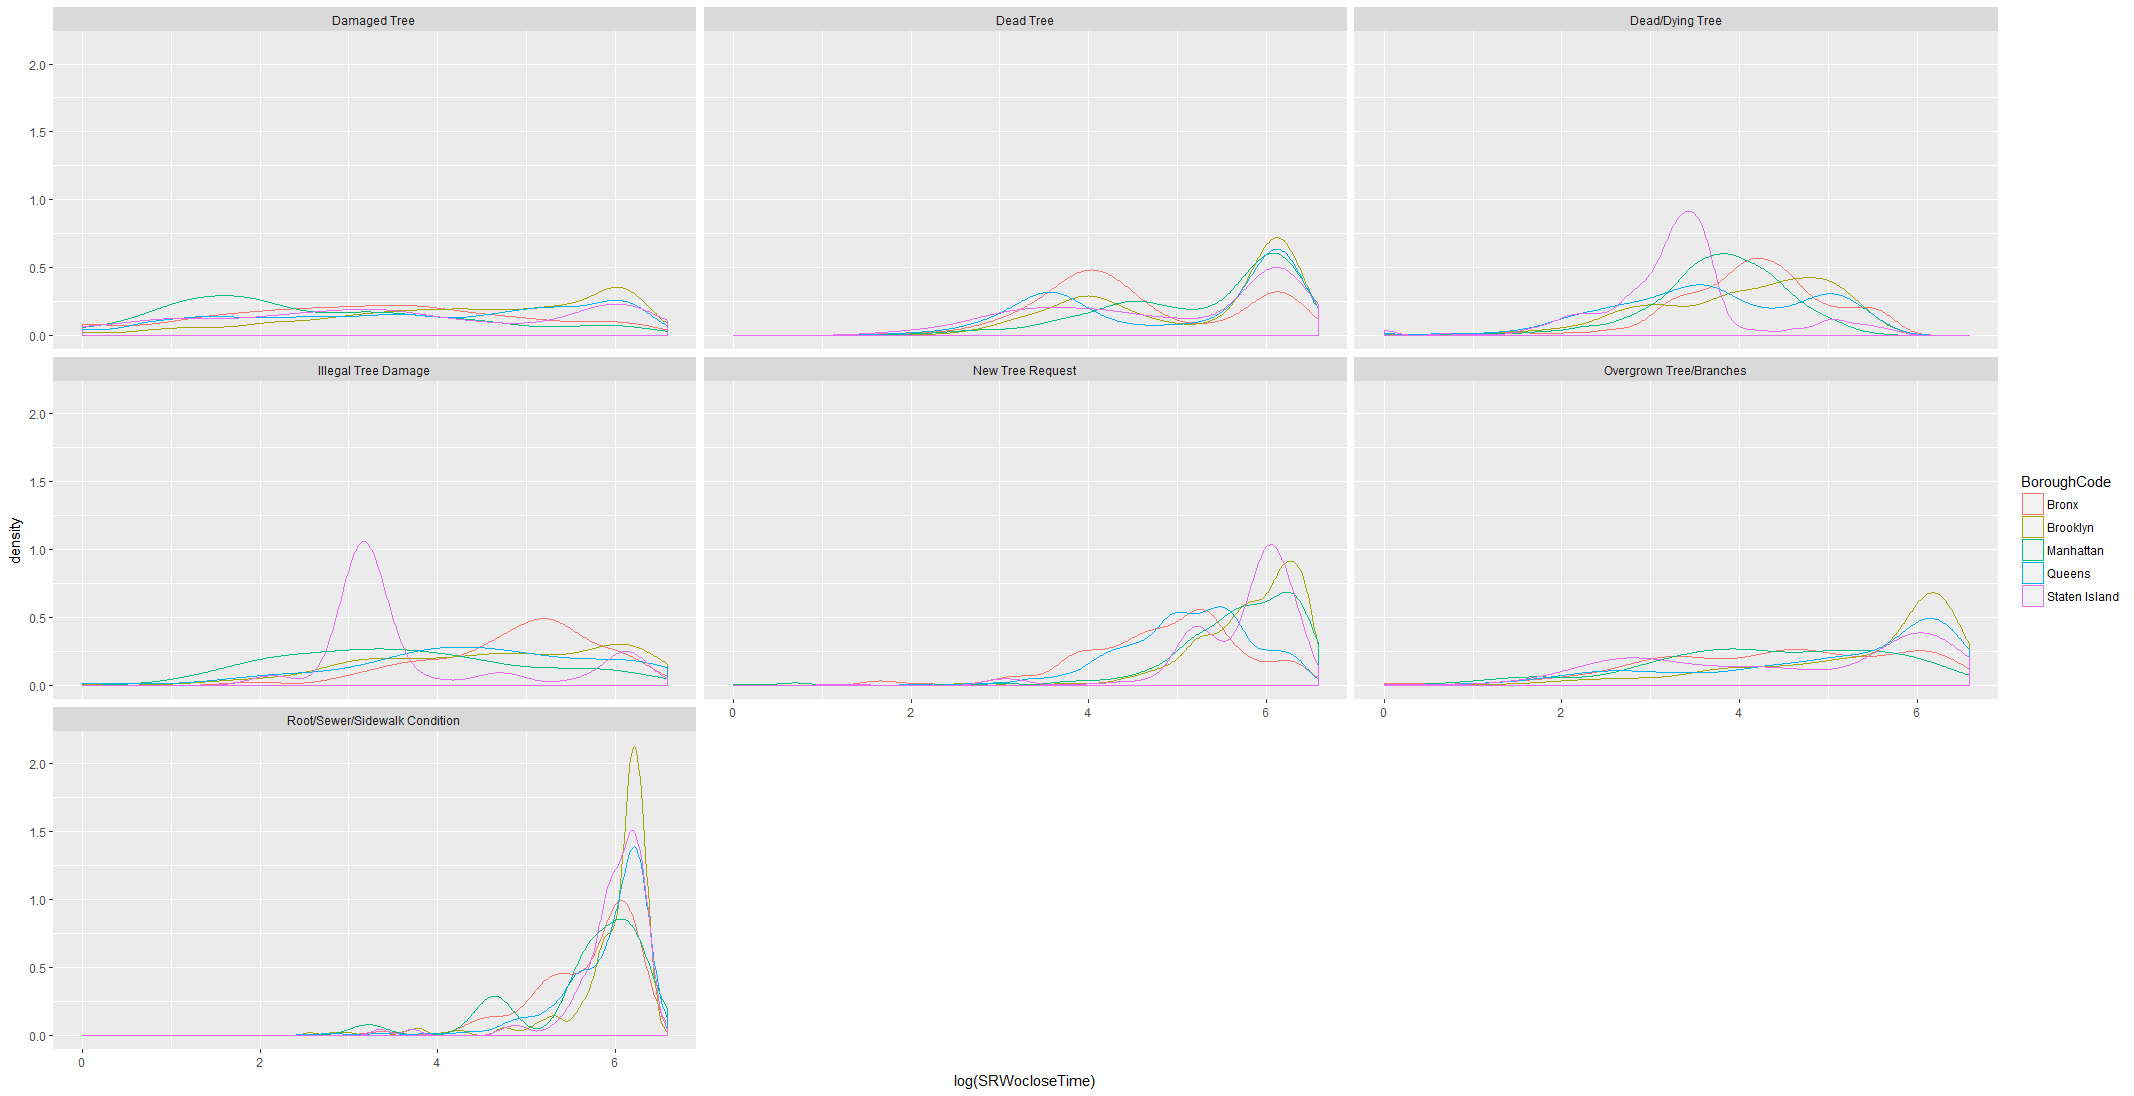 Damaged Tree
Dead Tree
Dead/Dying Tree
2.0
1.5
1.0
0.5
0.0
Illegal Tree Damage
New Tree Request
Overgrown Tree/Branches
2.0
1.5
1.0
0.5
0.0
0 2 4 6
0 2 4 6
Root/Sewer/Sidewalk Condition
2.0
1.5
1.0
0.5
0.0
0 2 4 6
density
log(SRWocloseTime)
BoroughCode
Bronx
Brooklyn
Manhattan
Queens
Staten Island